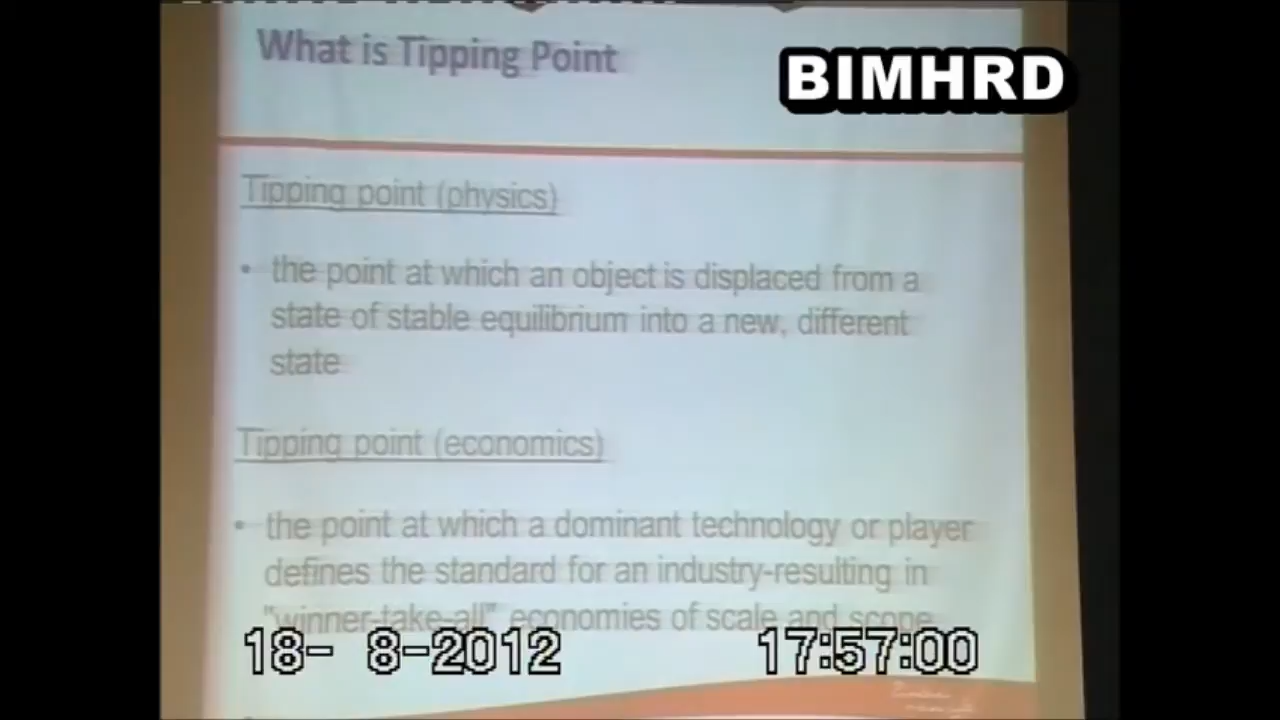 What is Tipping Point
BIMHRD
Tipping point (physics)
• the point at which an object is displaced from a
state of stable equilibrium into a new, different
state
Tipping point (economics)
• the point at which a dominant technology or player
defines the standard for an industry-resulting in
"winner-take-all" economies of scale and scope
18- 8-2012 17:57:00